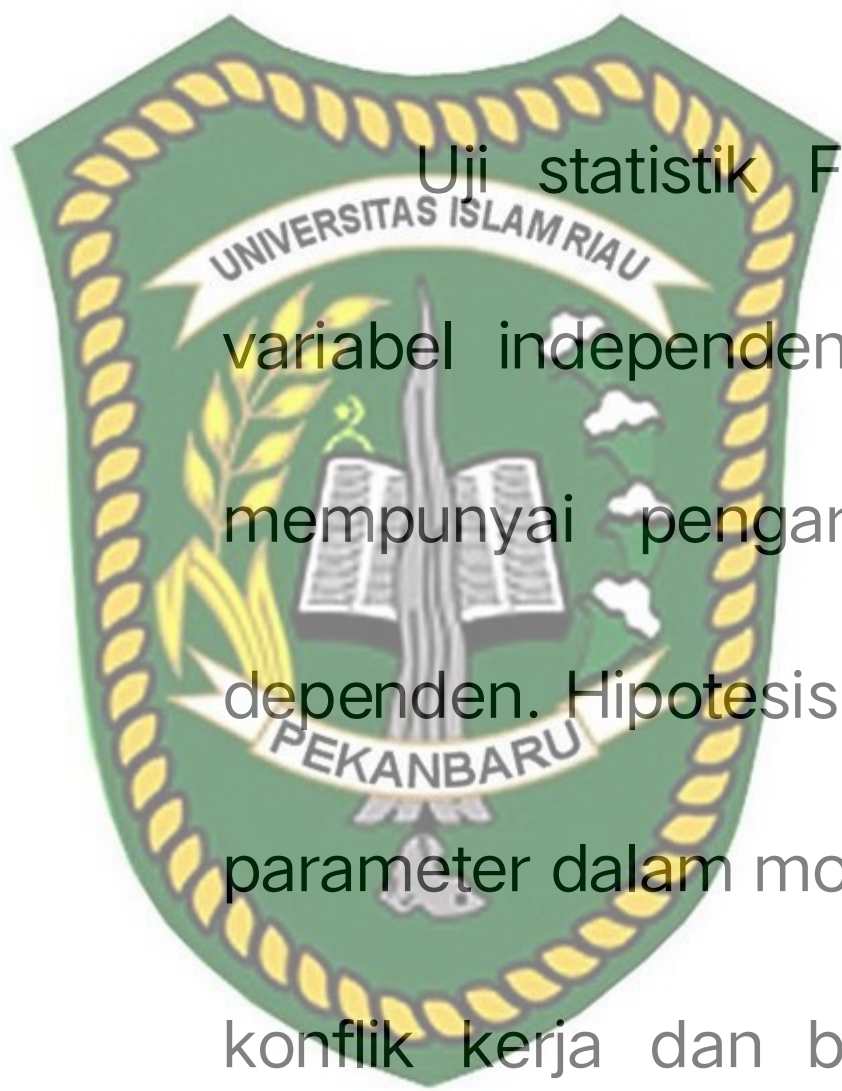 Uji statistik F
UNIVERSITAS ISLAM RIAU
variabel independen
mempunyai
dependen. Hipotesis
PEKANBARU
parameter dalam
konflik kerja dan